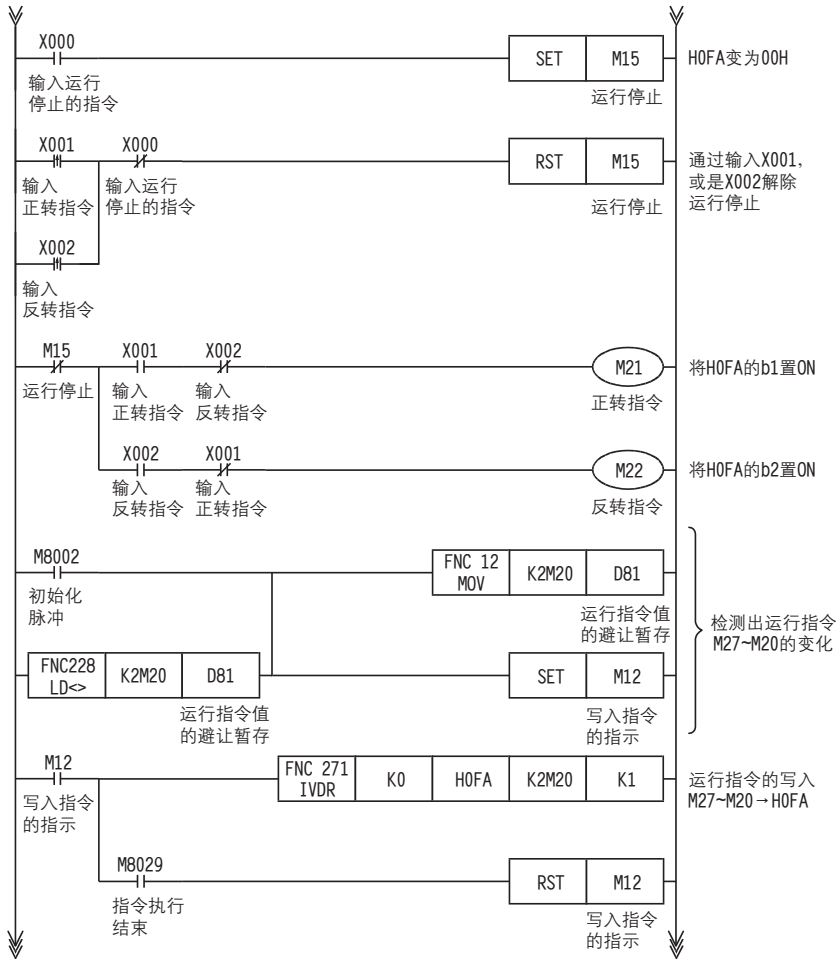 X000
SET M15
H0FA变为00H
输入运行
停止的指令
运行停止
X001 X000
RST M15
通过输入X001,
或是X002解除
运行停止
输入
正转指令
输入运行
停止的指令
运行停止
X002
输入
反转指令
M15 X001 X002
M21
将H0FA的b1置ON
运行停止
输入
正转指令
输入
反转指令
正转指令
X002 X001
M22
将H0FA的b2置ON
输入
反转指令
输入
正转指令
反转指令
M8002
FNC 12
MOV
K2M20 D81
初始化
脉冲
运行指令值
的避让暂存
检测出运行指令
M27~M20的变化
FNC228
LD<>
K2M20 D81
SET M12
运行指令值
的避让暂存
写入指令
的指示
M12
FNC 271
IVDR
K0 H0FA K2M20 K1
运行指令的写入
M27~M20→H0FA
写入指令
的指示
M8029
RST M12
指令执行
结束
写入指令
的指示